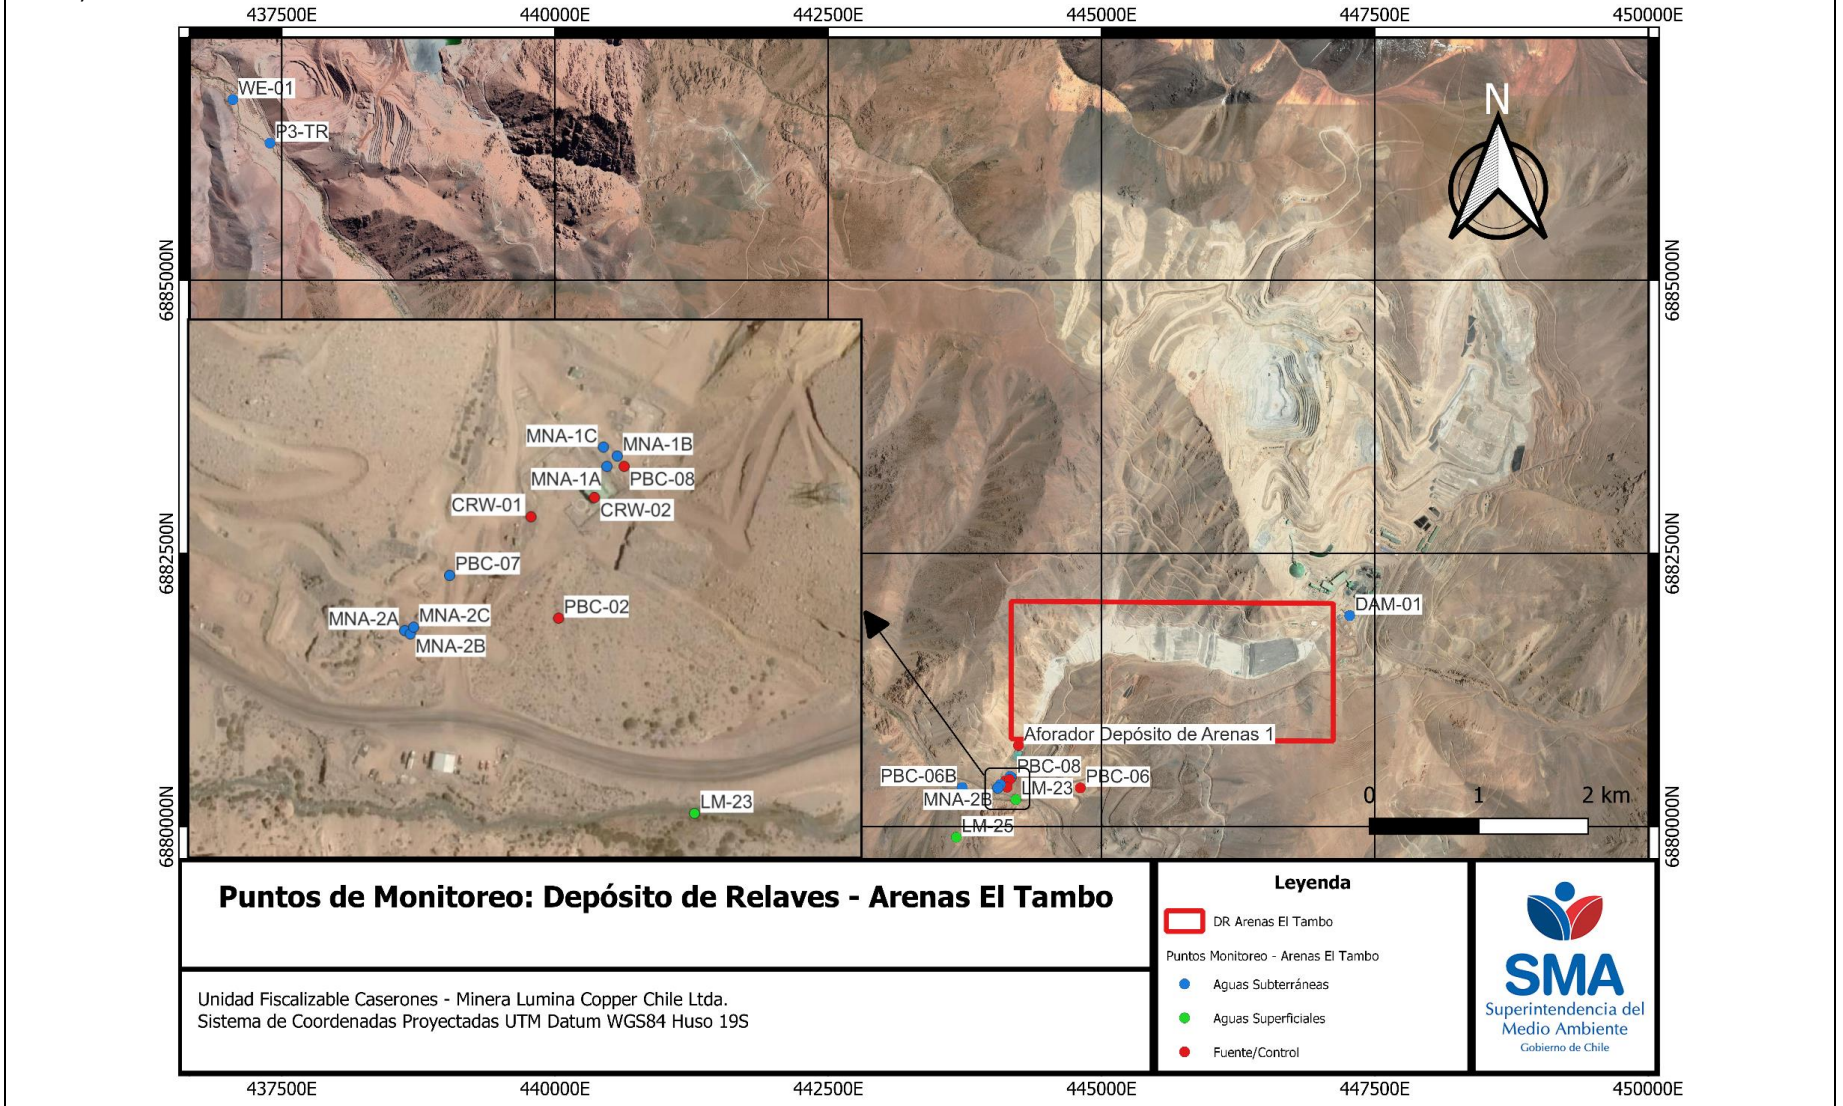 437500E
440000E
442500E
445000E
447500E
450000E
WE-01
P3-TR
N
6885000N
6885000N
MNA-1C
MNA-1B
MNA-1A
PBC-08
CRW-01
CRW-02
6882500N
6882500N
PBC-07
PBC-02
MNA-2A
MNA-2C
MNA-2B
DAM-01
Aforador Depósito de Arenas 1
PBC-08
PBC-06B
PBC-06
LM-23
MNA-2B
0 1 2 km
LM-23
LM-25
6880000N
6880000N
Puntos de Monitoreo: Depósito de Relaves - Arenas El Tambo
Unidad Fiscalizable Caserones - Minera Lumina Copper Chile Ltda.
Sistema de Coordenadas Proyectadas UTM Datum WGS84 Huso 19S
Leyenda
DR Arenas El Tambo
Puntos Monitoreo - Arenas El Tambo
Aguas Subterráneas
Aguas Superficiales
Fuente/Control
SMA
Superintendencia del
Medio Ambiente
Gobierno de Chile
437500E
440000E
442500E
445000E
447500E
450000E